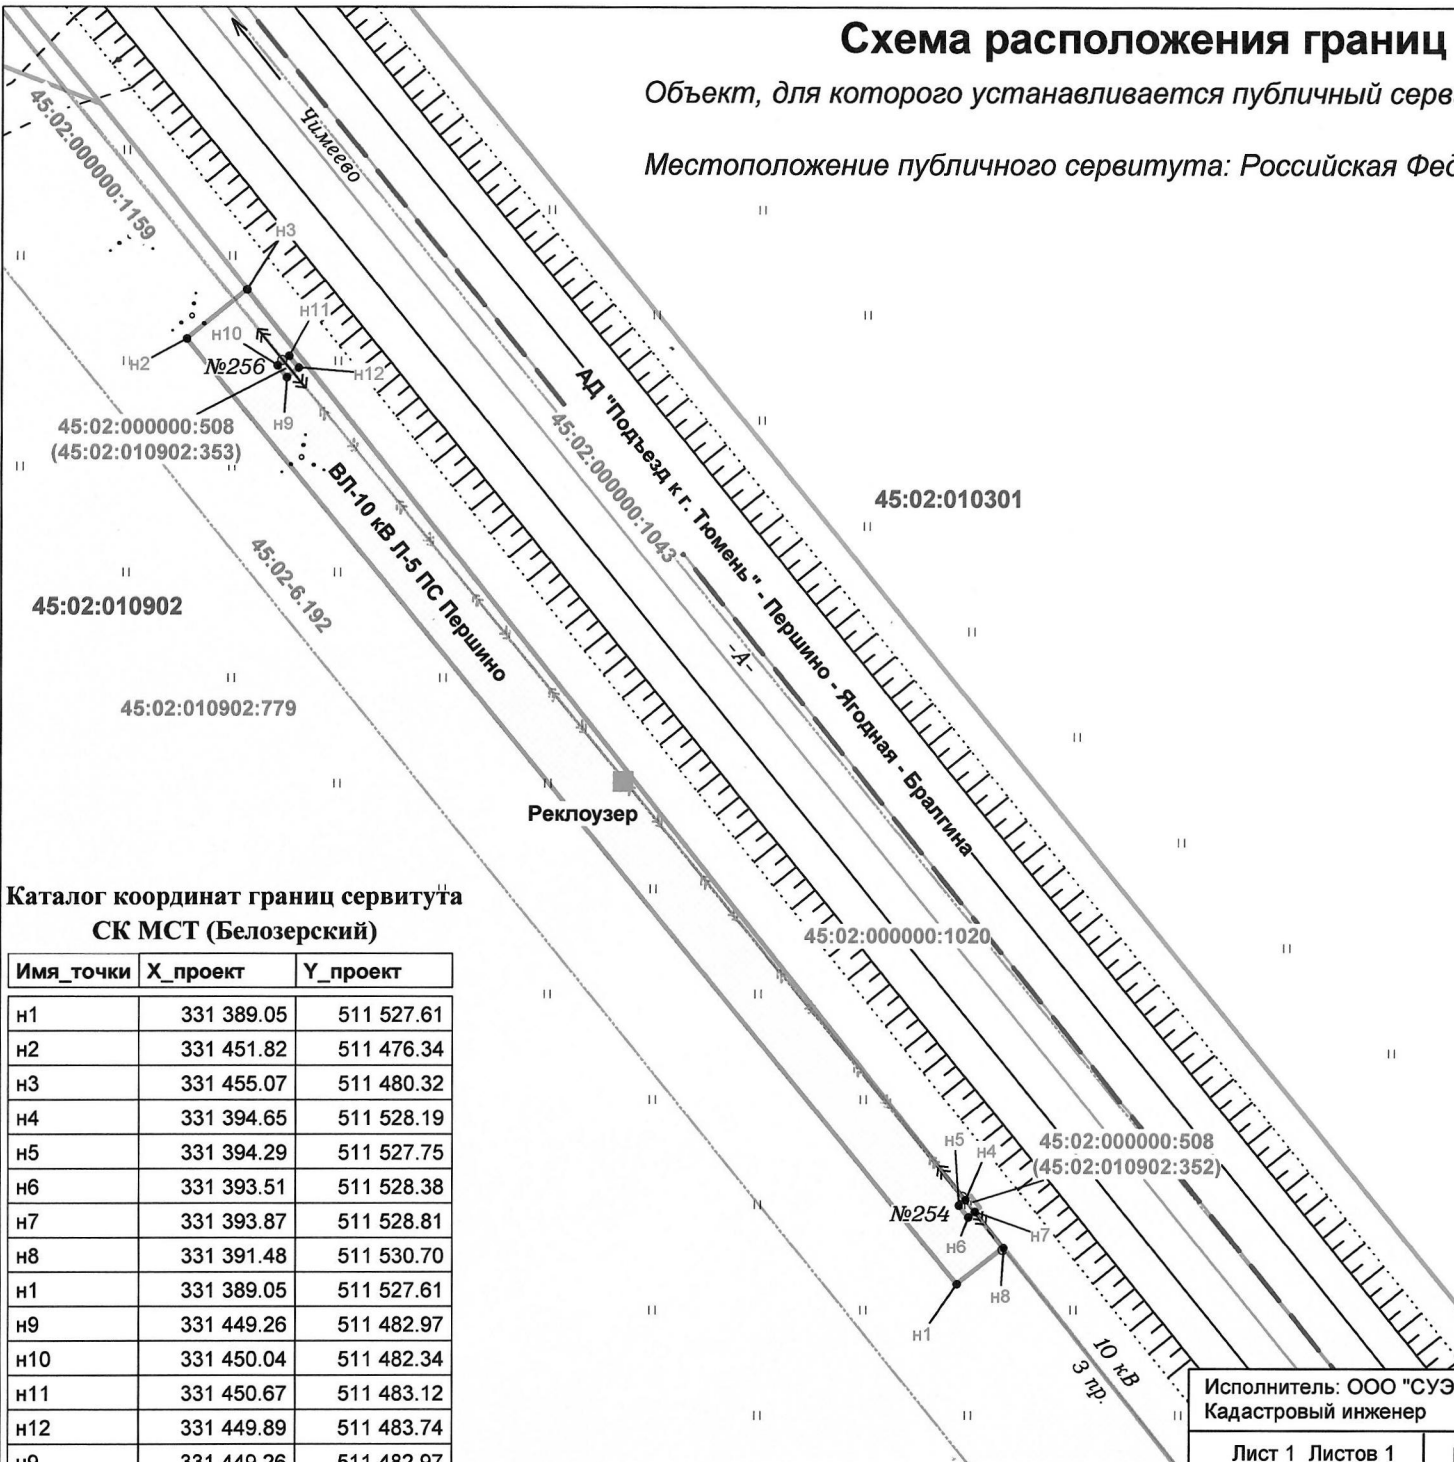 Схема расположения границ
Объект, для которого устанавливается публичный серв
Местоположение публичного сервитута: Российская Фед
Чимеево
45:02:000000:1159
н3
н11
н10
н2
№256
н12
н9
45:02:000000:508
(45:02:010902:353)
АД "Подъезд к г. Тюмень" - Першино - Ягодная - Бралгина
45:02:000000:1043
ВЛ-10 кВ Л-5 ПС Першино
45:02:010301
45:02-6.192
45:02:010902
-А-
45:02:010902:779
Реклоузер
45:02:000000:1020
Каталог координат границ сервитута
СК МСТ (Белозерский)
Имя_точки X_проект Y_проект
н1 331 389.05 511 527.61
н2 331 451.82 511 476.34
н3 331 455.07 511 480.32
н4 331 394.65 511 528.19
н5 331 394.29 511 527.75
н6 331 393.51 511 528.38
н7 331 393.87 511 528.81
н8 331 391.48 511 530.70
н1 331 389.05 511 527.61
н9 331 449.26 511 482.97
н10 331 450.04 511 482.34
н11 331 450.67 511 483.12
н12 331 449.89 511 483.74
н9 331 449.26 511 482.97
н5
н4
45:02:000000:508
(45:02:010902:352)
№254
н6
н7
н8
н1
10 кВ
3 пр.
Исполнитель: ООО "СУЭ
Кадастровый инженер
Лист 1 Листов 1